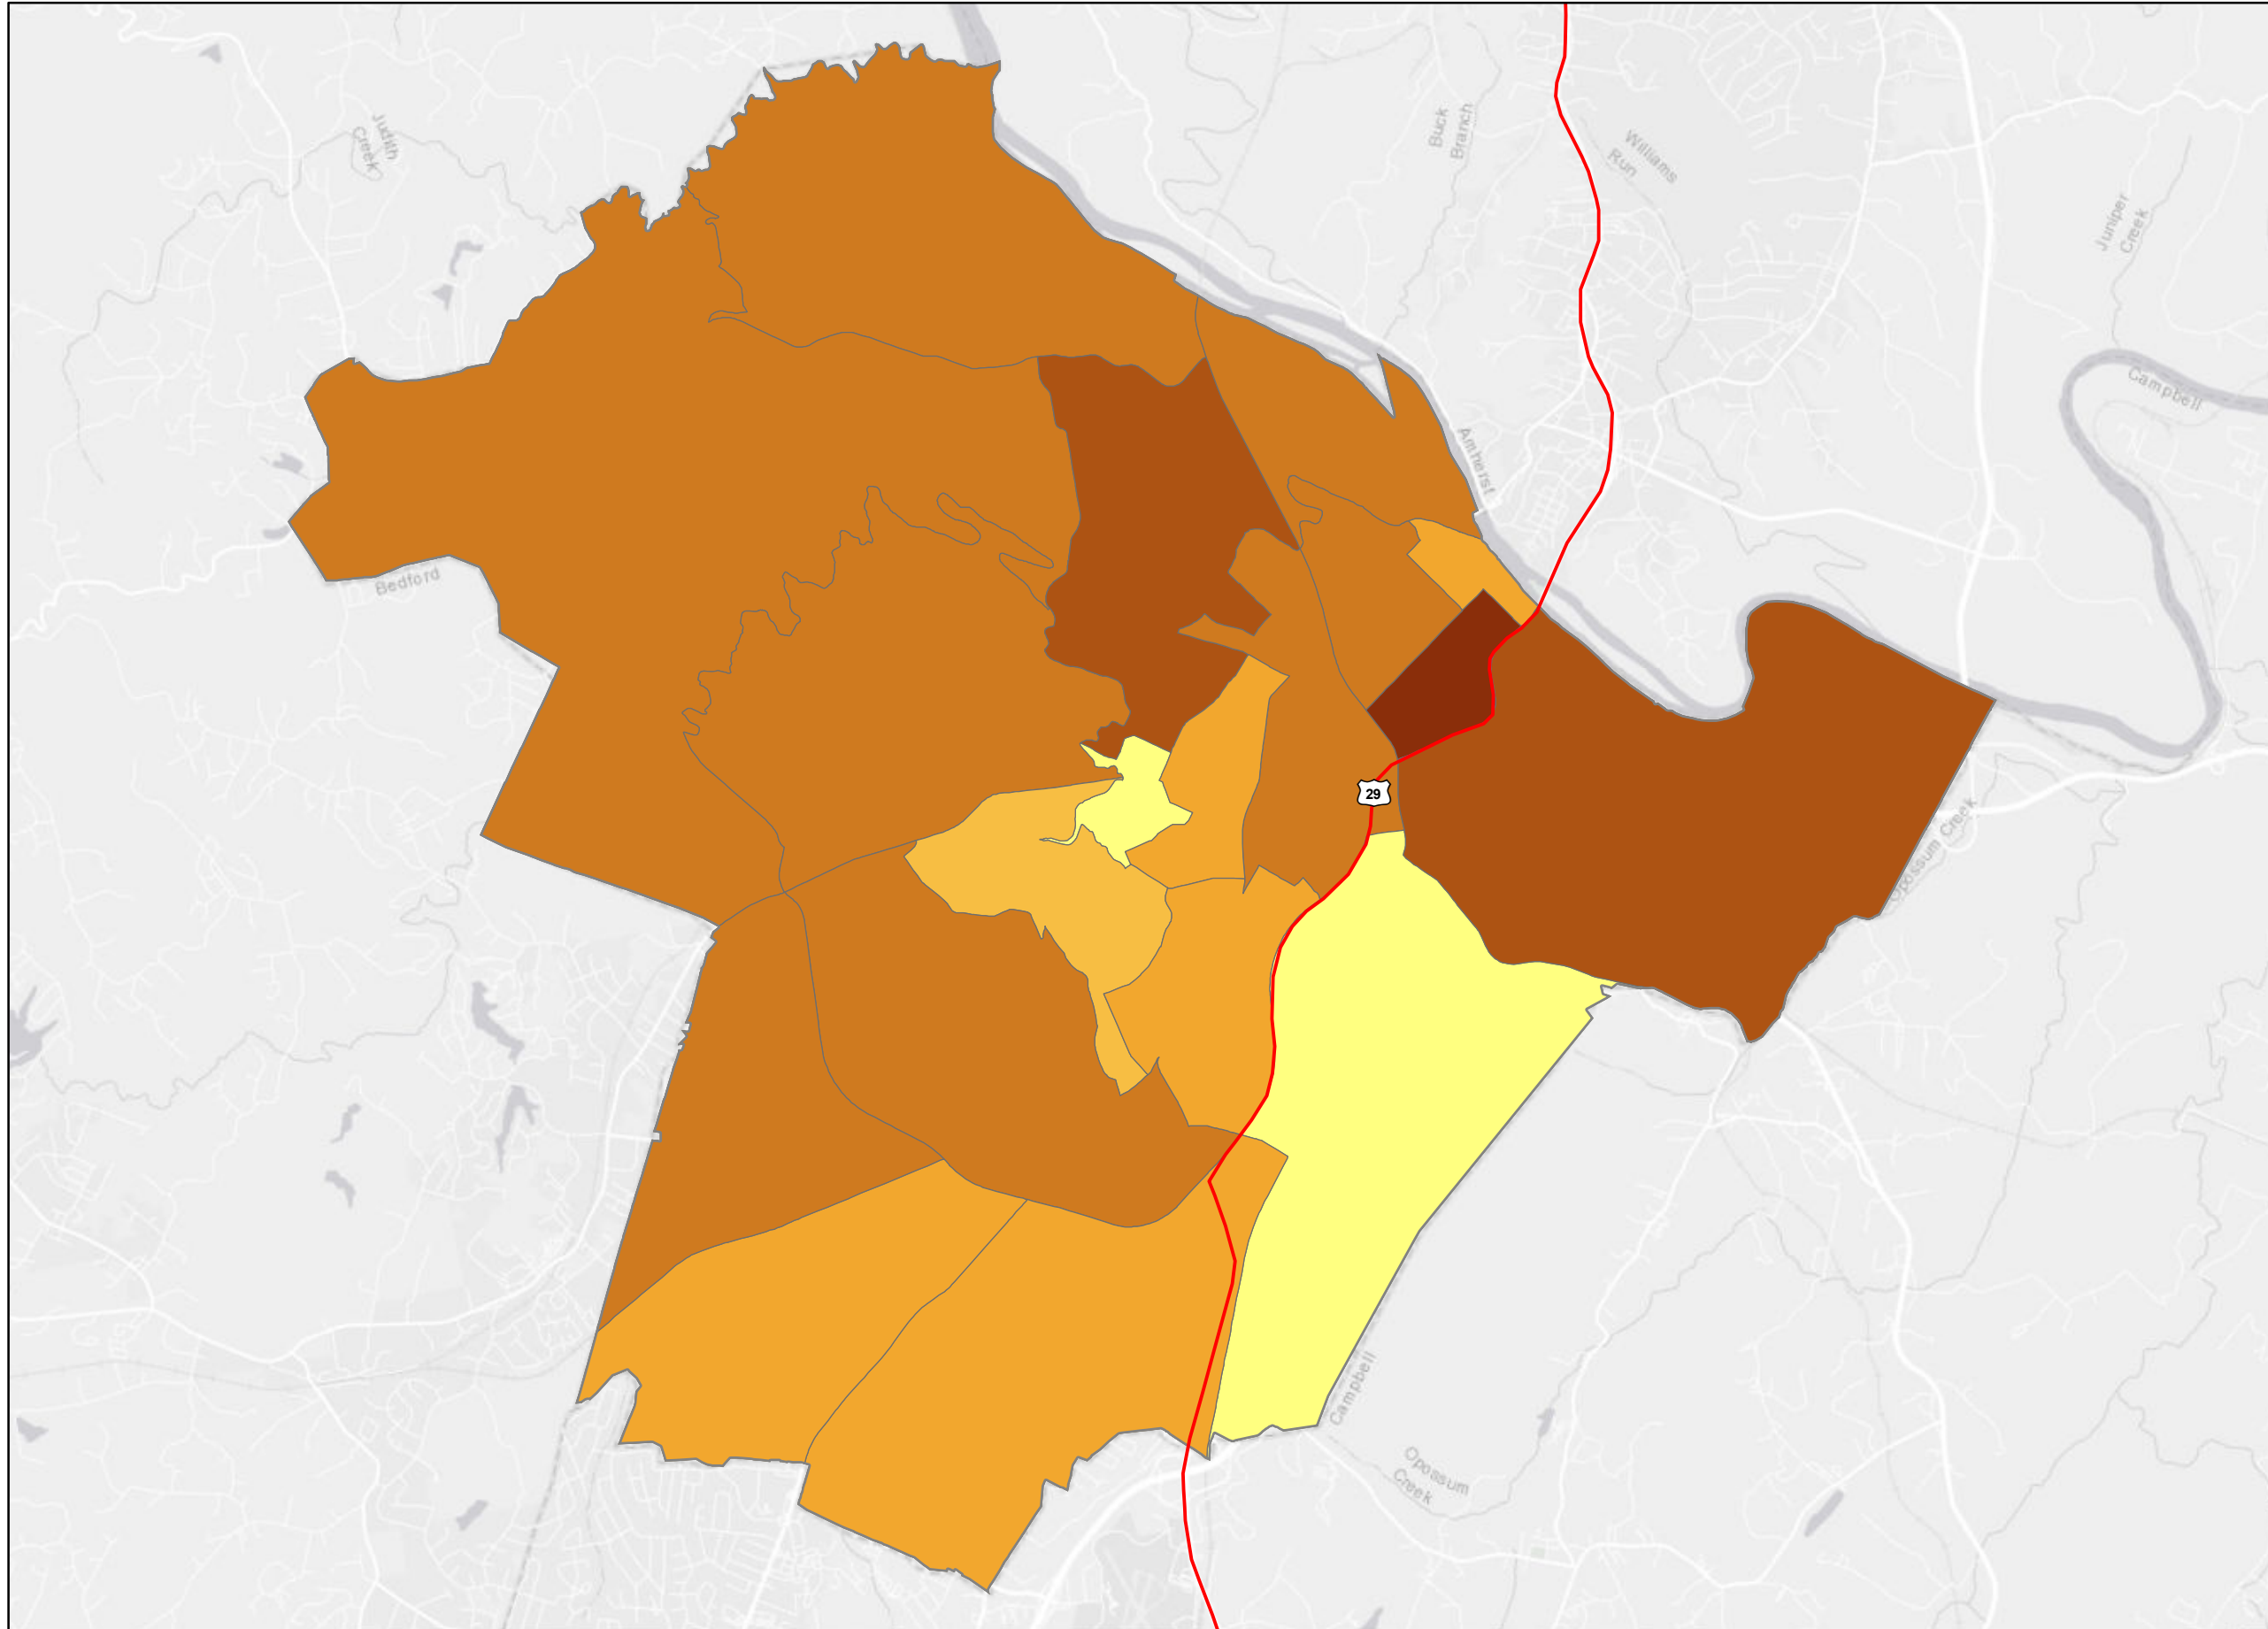 Judith
Creek
Buck
Branch
Williams
Run
Juniper
Creek
Campbell
Amherst
Bedford
29
Opossum Creek
Campbell
Opossum
Creek